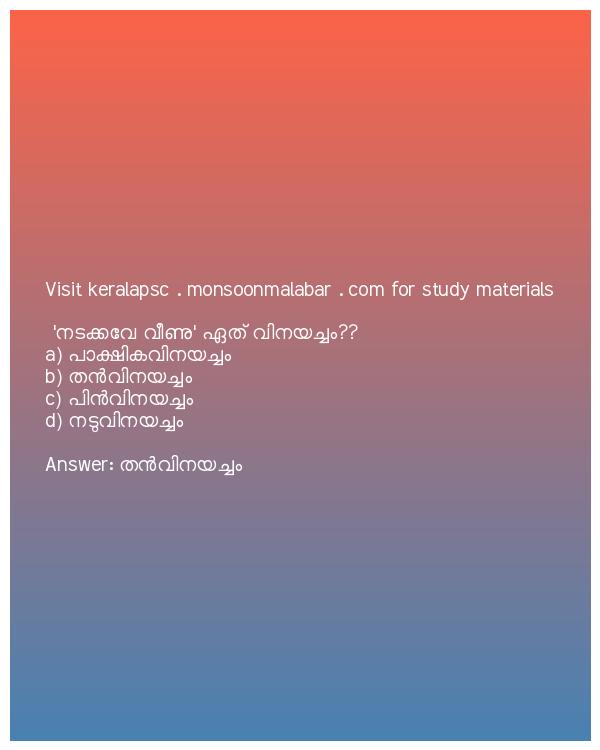 Visit keralapsc . monsoonmalabar . com for study materials
'നടക്കവേ വീണു' ഏത് വിനയച്ചം??
a) പാക്ഷികവിനയച്ചം
b) തൻവിനയച്ചം
c) പിൻവിനയച്ചം
d) നടുവിനയച്ചം
Answer: തൻവിനയച്ചം